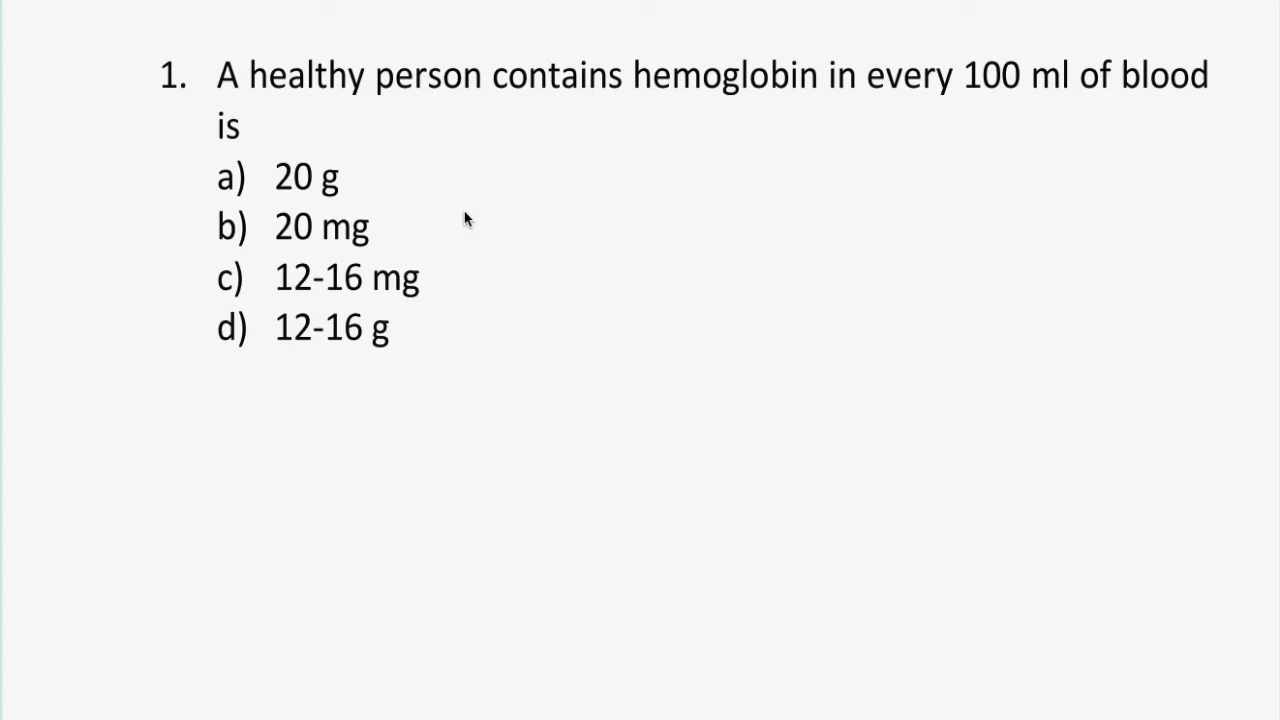 1. A healthy person contains hemoglobin in every 100 ml of blood
is
a) 20 g
b) 20 mg
c) 12-16 mg
d) 12-16 g